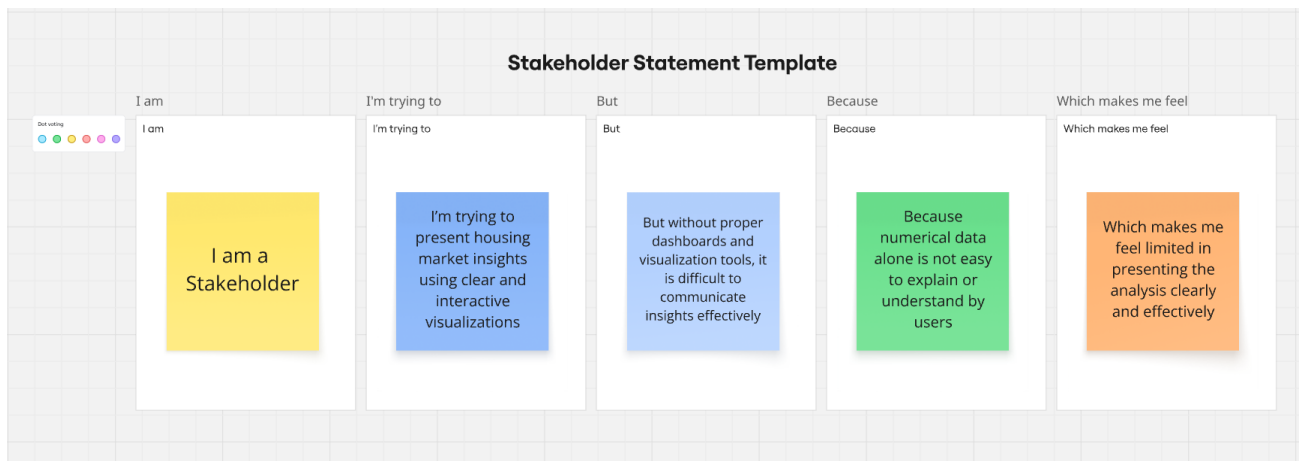 Stakeholder Statement Template
I am
I'm trying to
But
Because
Which makes me feel
Dot voting
I am
I'm trying to
But
Because
Which makes me feel
I am a
Stakeholder
I'm trying to
present housing
market insights
using clear and
interactive
visualizations
But without proper
dashboards and
visualization tools, it
is difficult to
communicate
insights effectively
Because
numerical data
alone is not easy
to explain or
understand by
users
Which makes me
feel limited in
presenting the
analysis clearly
and effectively